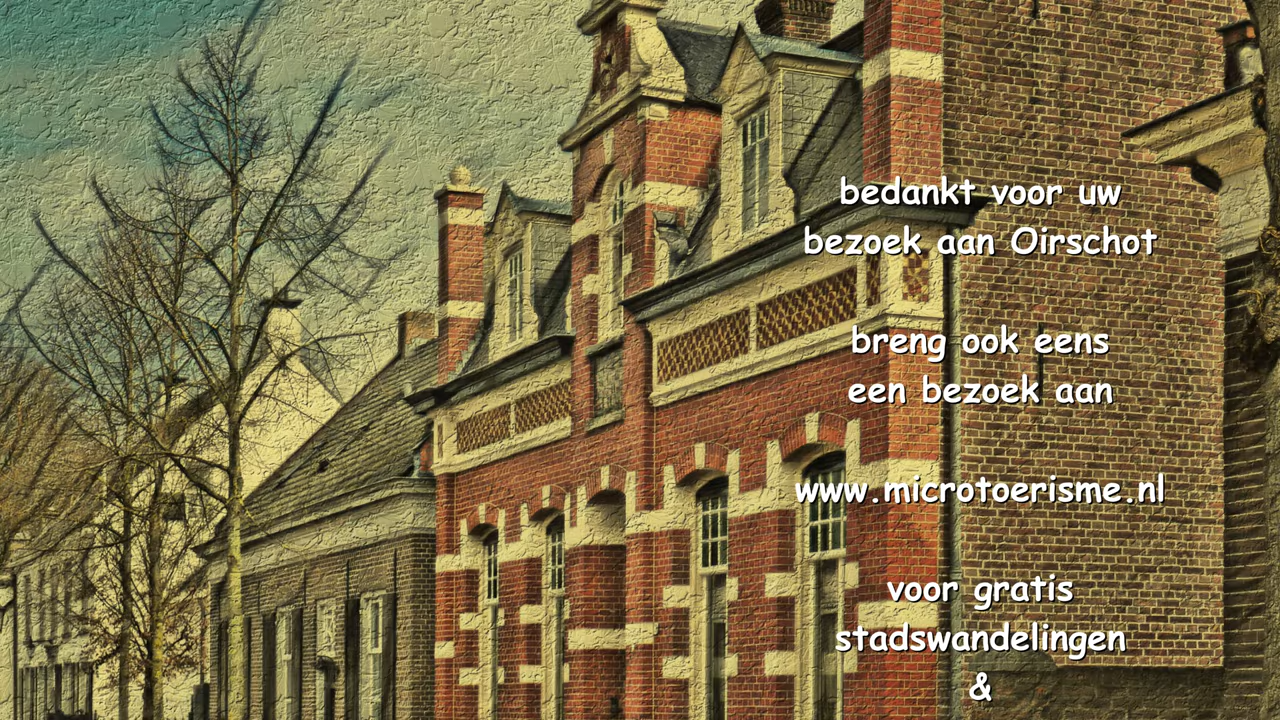 bedankt voor uw
bezoek aan Oirschot
breng ook eens
een bezoek aan
www.microtoerisme.nl
voor gratis
stadswandelingen
&